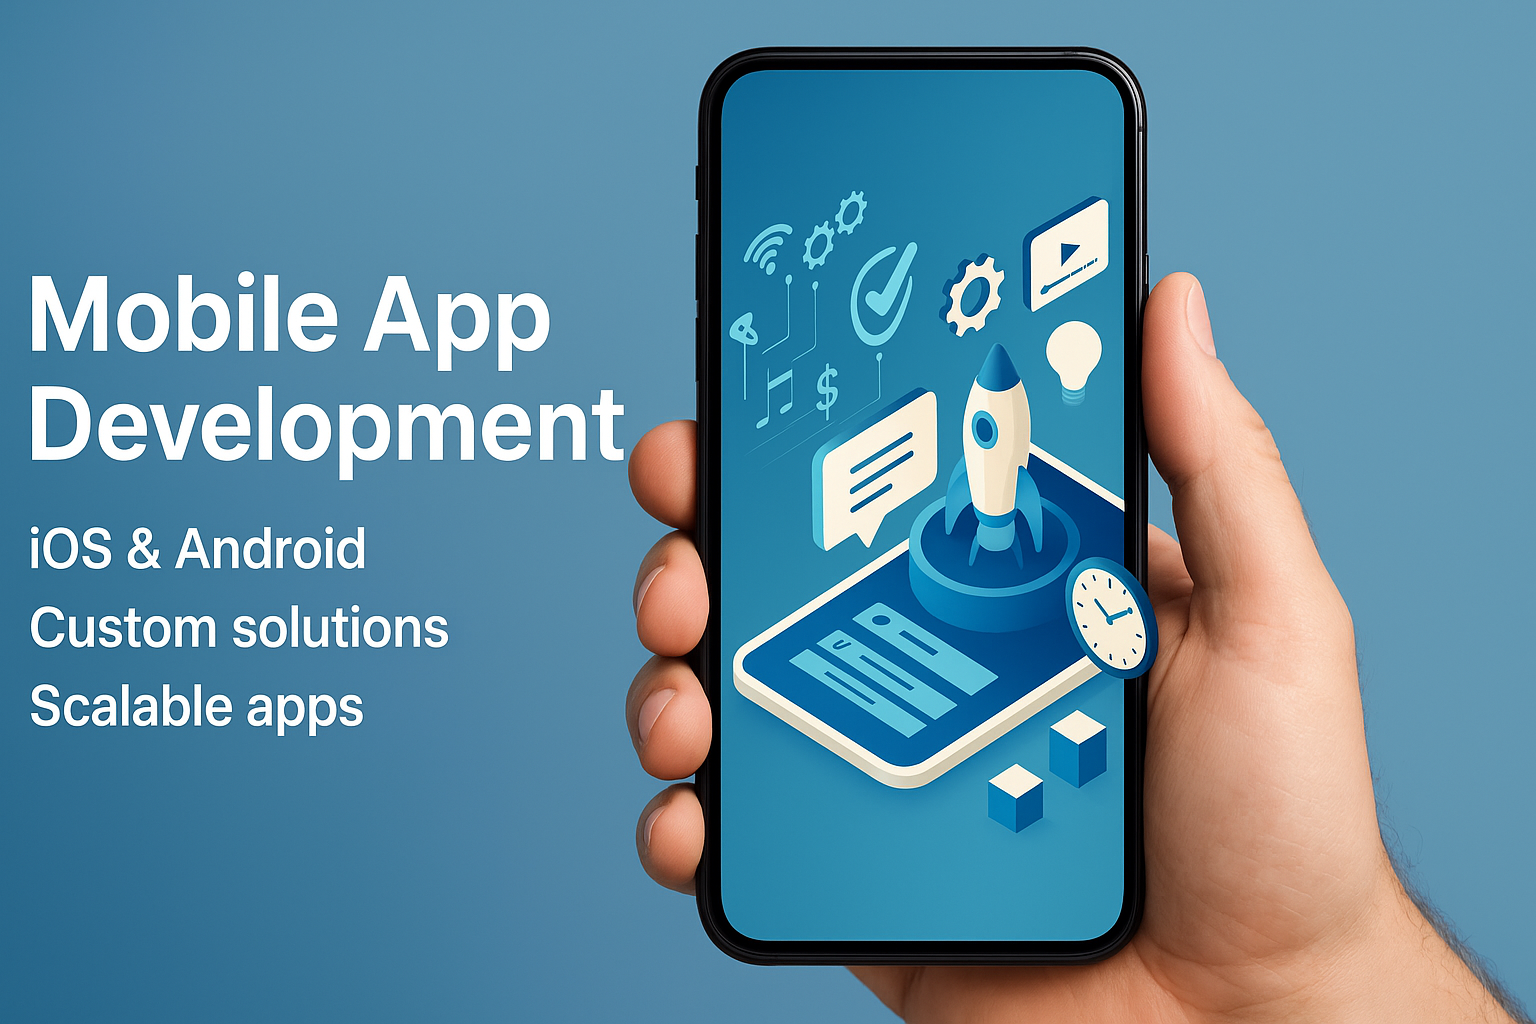 Mobile App
Development
iOS & Android
Custom solutions
Scalable apps
$